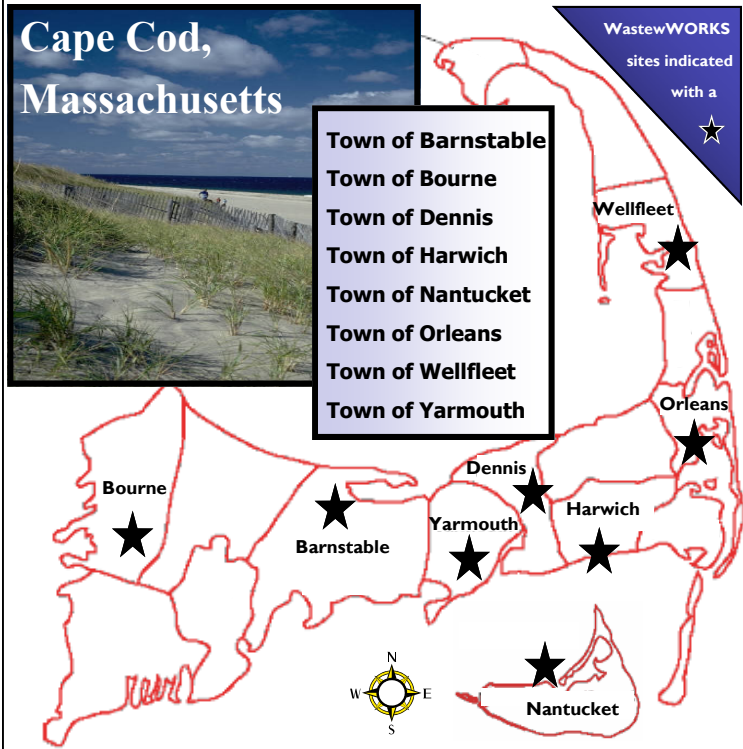 Cape Cod,
Massachusetts
WastewWORKS
sites indicated
with a
Town of Barnstable
Town of Bourne
Town of Dennis
Town of Harwich
Town of Nantucket
Town of Orleans
Town of Wellfleet
Town of Yarmouth
Wellfleet
Orleans
Dennis
Bourne
Harwich
Yarmouth
Barnstable
N
W
E
S
Nantucket